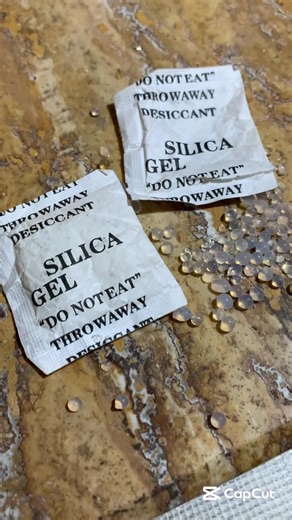 "DO NOT EAT"
THROWAWAY
DESICCANT
SILICA
GEL
"DO NOT EAT"
THROWAWAY
DO NOT EAT"
THROWAWAY
DESICCANT
SILICA
GEL
"DO NOT EAT"
THROWAWAY
DESICCANT
CapCut